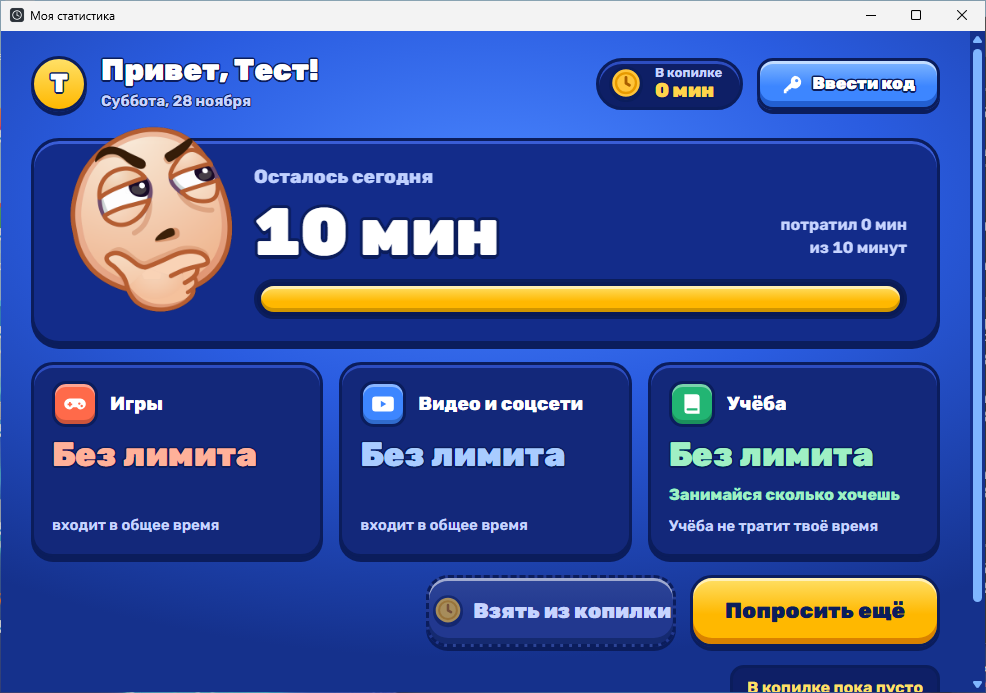 Моя статистика
Т
Привет, Тест!
Суббота, 28 ноября
В копилке
0 мин
Ввести код
Осталось сегодня
10 мин
потратил 0 мин
из 10 минут
Игры
Без лимита
входит в общее время
Видео и соцсети
Без лимита
входит в общее время
Учёба
Без лимита
Занимайся сколько хочешь
Учёба не тратит твоё время
Взять из копилки
Попросить ещё
В копилке пока пусто